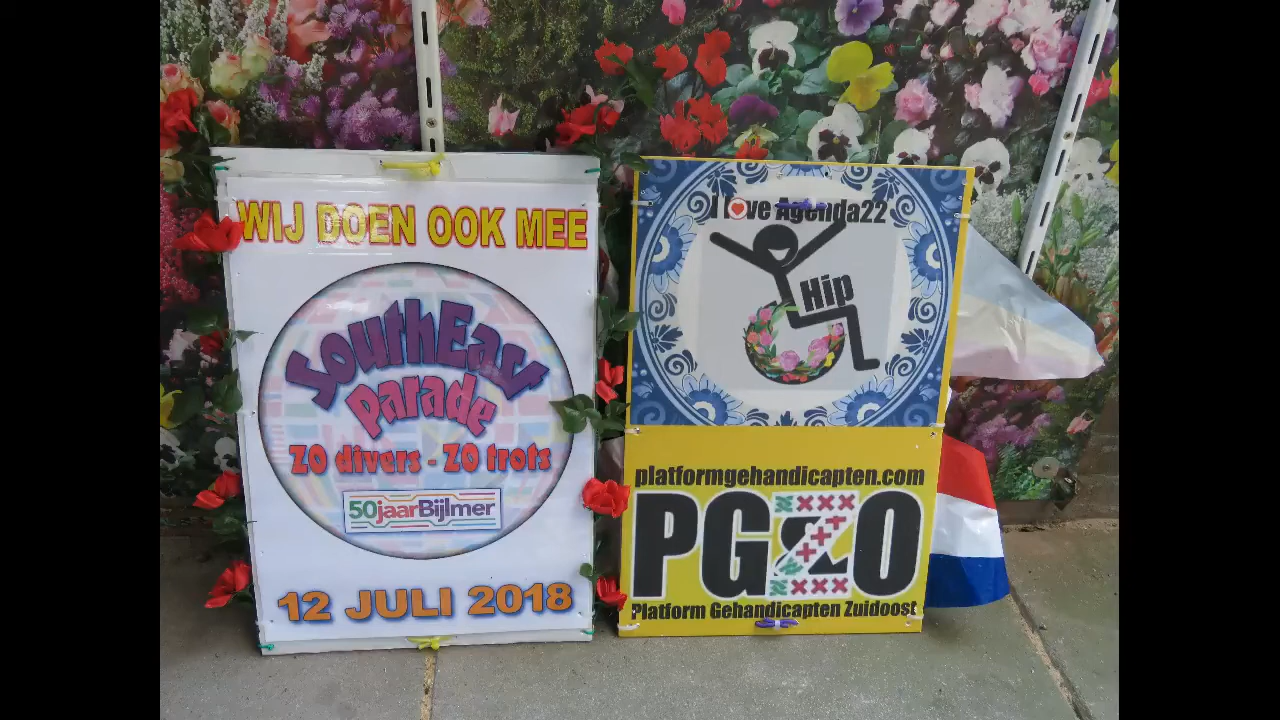 WIJ DOEN OOK MEE
SouthEast
Parade
ZO divers - ZO trots
50jaarBijlmer
12 JULI 2018
I love Agenda22
Hip
platformgehandicapten.com
PGZO
Platform Gehandicapten Zuidoost